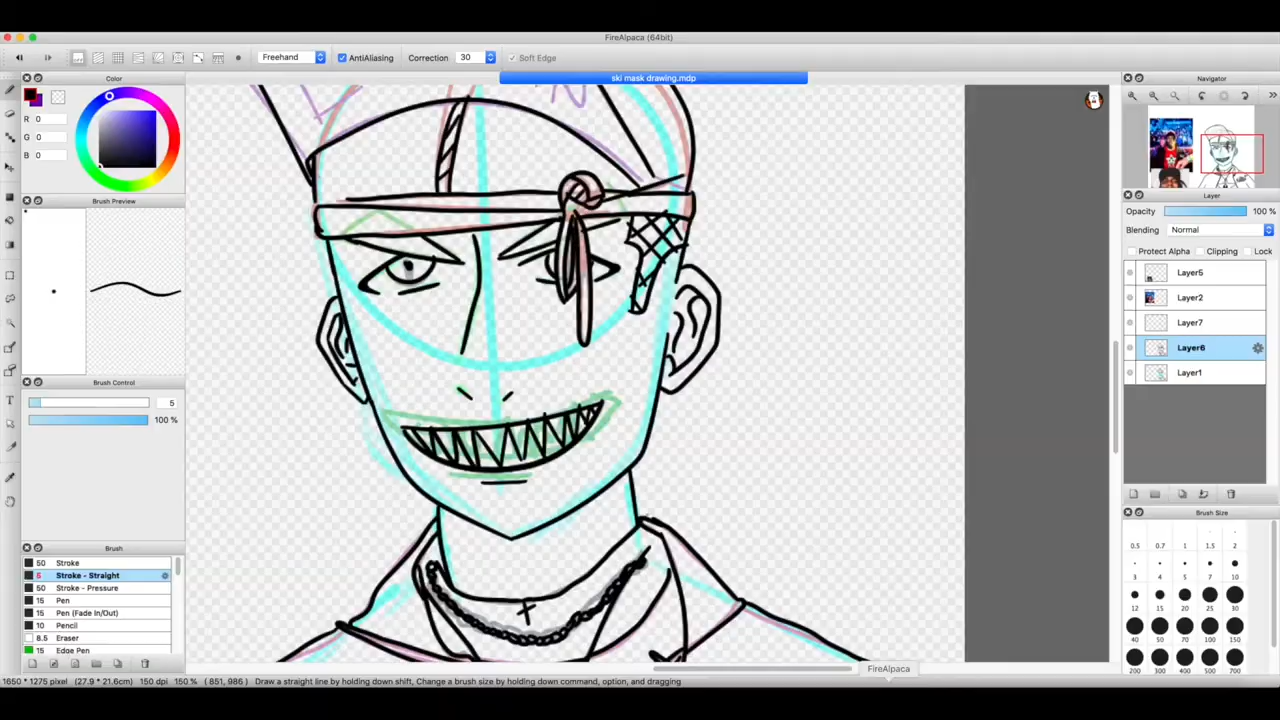 FireAlpaca (64bit)
Freehand
AntiAliasing
Correction 30
Soft Edge
Color
ski mask drawing.mdp
Navigator
R 0
G 0
B 0
Brush Preview
Layer
Opacity 100 %
Blending Normal
Protect Alpha Clipping Lock
Layer5
Layer2
Layer7
Layer6
Layer1
Brush Control
5
100 %
Brush
50 Stroke
5 Stroke - Straight
50 Stroke - Pressure
15 Pen
15 Pen (Fade In/Out)
10 Pencil
8.5 Eraser
15 Edge Pen
Brush Size
0.5 0.7 1 1.5 2
3 4 5 7 10
12 15 20 25 30
40 50 70 100 150
200 300 400 500 700
FireAlpaca
1650 * 1275 pixel (27.9 * 21.6cm) 150 dpi 150 % ( 851, 986 ) Draw a straight line by holding down shift, Change a brush size by holding down command, option, and dragging